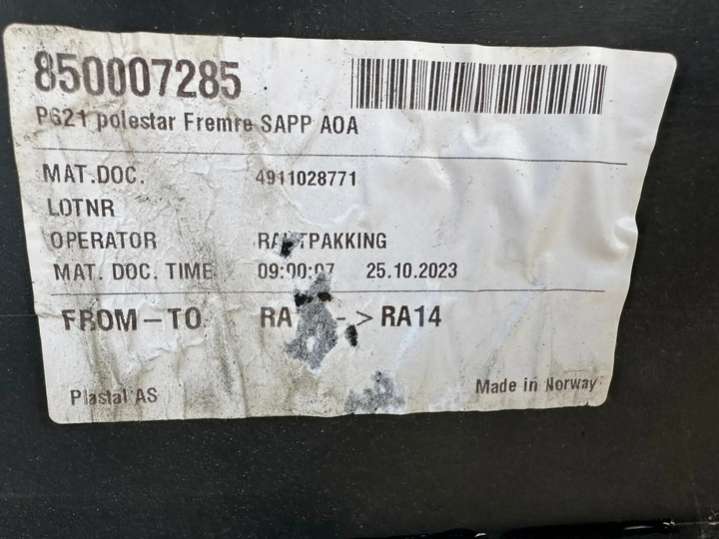 850007285
P621 polestar Fremre SAPP AOA
MAT.DOC. 4911028771
LOTNR
OPERATOR
MAT. DOC. TIME 09:00:07 25.10.2023
FROM-TO -> RA14
Plastal AS
Made in Norway